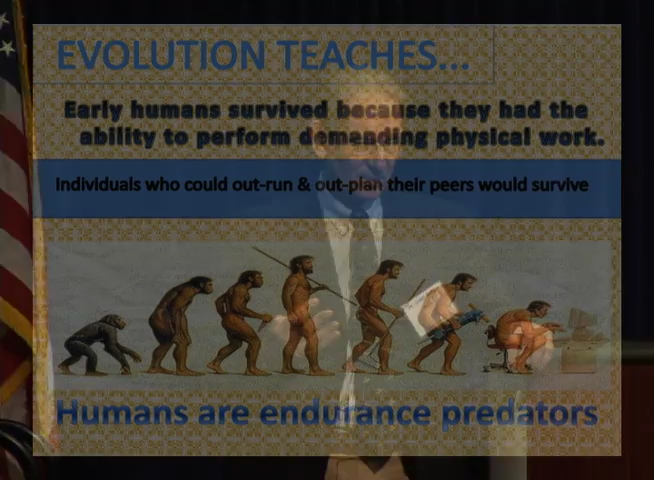 EVOLUTION TEACHES...
Early humans survived because they had the
ability to perform demanding physical work.
Individuals who could out-run & out-plan their peers would survive
Humans are endurance predators